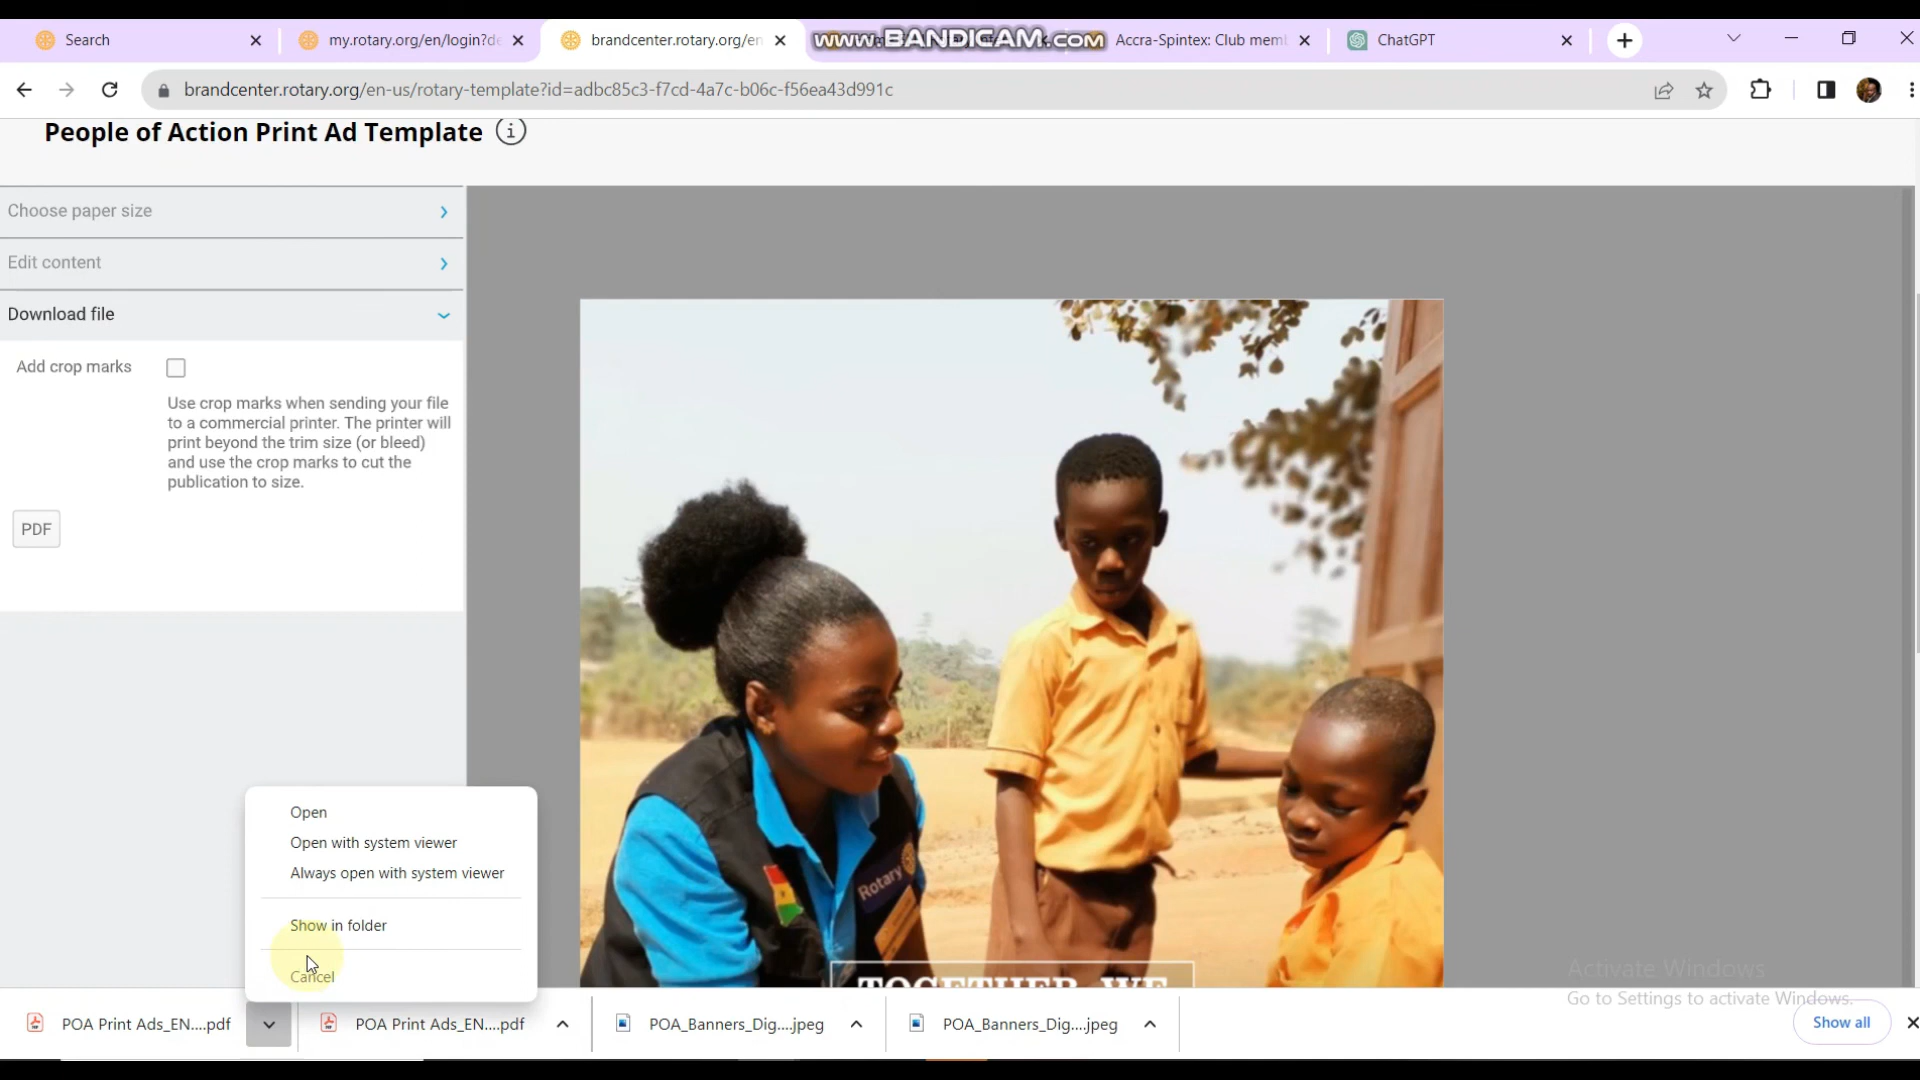 Search
my.rotary.org/en/login?de
brandcenter.rotary.org/en
www.BANDICAM.com
Accra-Spintex: Club memb
ChatGPT
brandcenter.rotary.org/en-us/rotary-template?id=adbc85c3-f7cd-4a7c-b06c-f56ea43d991c
People of Action Print Ad Template
Choose paper size
Edit content
Download file
Add crop marks
Use crop marks when sending your file
to a commercial printer. The printer will
print beyond the trim size (or bleed)
and use the crop marks to cut the
publication to size.
PDF
Rotary
TOGETHER, WE
Open
Open with system viewer
Always open with system viewer
Show in folder
Cancel
Activate Windows
Go to Settings to activate Windows.
POA Print Ads_EN....pdf
POA Print Ads_EN....pdf
POA_Banners_Dig....jpeg
POA_Banners_Dig....jpeg
Show all